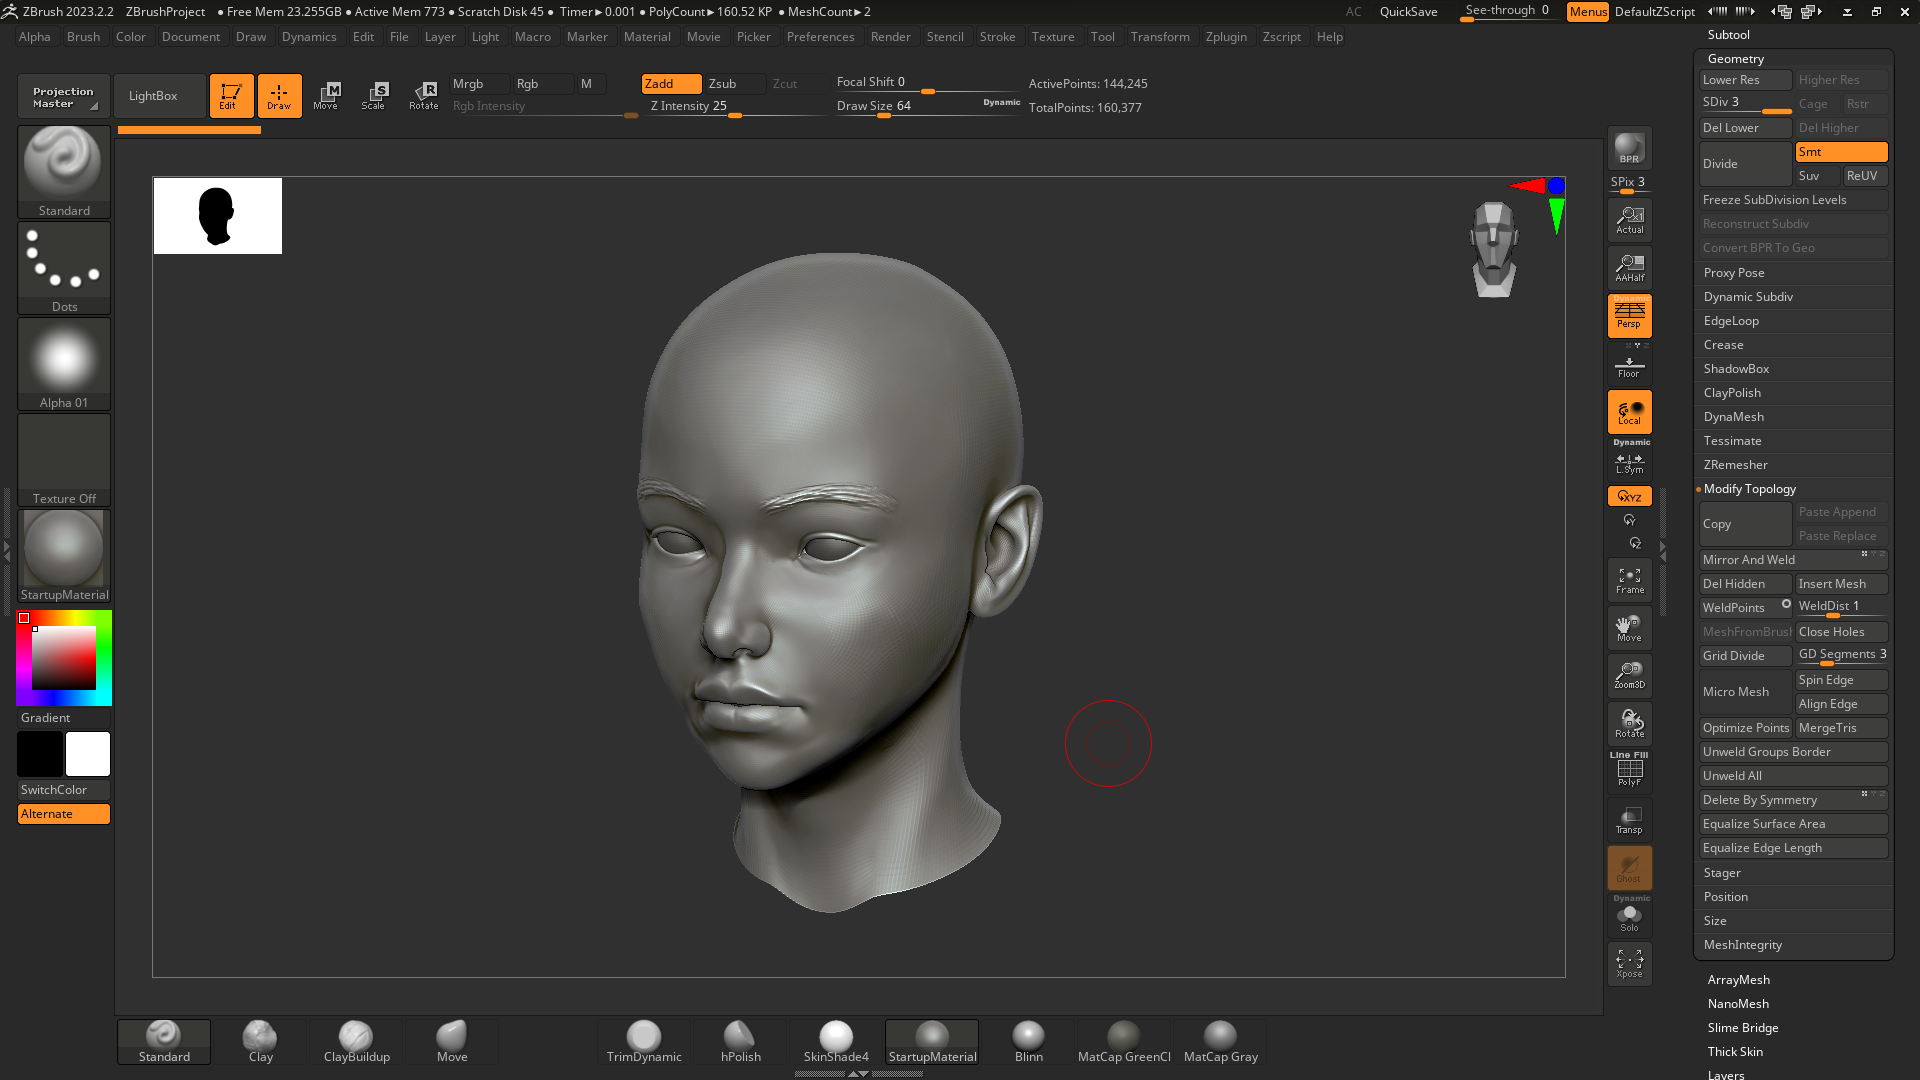 ZBrush 2023.2.2 ZBrushProject • Free Mem 23.255GB • Active Mem 773 • Scratch Disk 45 • Timer►0.001 • PolyCount►160.52 KP • MeshCount►2 AC QuickSave See-through 0 Menus DefaultZScript
Alpha Brush Color Document Draw Dynamics Edit File Layer Light Macro Marker Material Movie Picker Preferences Render Stencil Stroke Texture Tool Transform Zplugin Zscript Help
Projection Master
LightBox
Edit
Draw
Move
Scale
Rotate
Mrgb Rgb M
Rgb Intensity
Zadd Zsub Zcut
Z Intensity 25
Focal Shift 0
Draw Size 64 Dynamic
ActivePoints: 144,245
TotalPoints: 160,377
Standard
Dots
Alpha 01
Texture Off
StartupMaterial
Gradient
SwitchColor
Alternate
BPR
SPix 3
Actual
AAHalf
Dynamic
Persp
Floor
Local
Dynamic
L.Sym
XYZ
Y
Z
Frame
Move
Zoom3D
Rotate
Line Fill
PolyF
Transp
Ghost
Dynamic
Solo
Xpose
Subtool
Geometry
Lower Res Higher Res
SDiv 3 Cage Rstr
Del Lower Del Higher
Divide Smt
Suv ReUV
Freeze SubDivision Levels
Reconstruct Subdiv
Convert BPR To Geo
Proxy Pose
Dynamic Subdiv
EdgeLoop
Crease
ShadowBox
ClayPolish
DynaMesh
Tessimate
ZRemesher
Modify Topology
Copy Paste Append
Paste Replace
Mirror And Weld
Del Hidden Insert Mesh
WeldPoints WeldDist 1
MeshFromBrus Close Holes
Grid Divide GD Segments 3
Micro Mesh Spin Edge
Align Edge
Optimize Points MergeTris
Unweld Groups Border
Unweld All
Delete By Symmetry
Equalize Surface Area
Equalize Edge Length
Stager
Position
Size
MeshIntegrity
ArrayMesh
NanoMesh
Slime Bridge
Thick Skin
Layers
Standard Clay ClayBuildup Move TrimDynamic hPolish SkinShade4 StartupMaterial Blinn MatCap GreenCl MatCap Gray